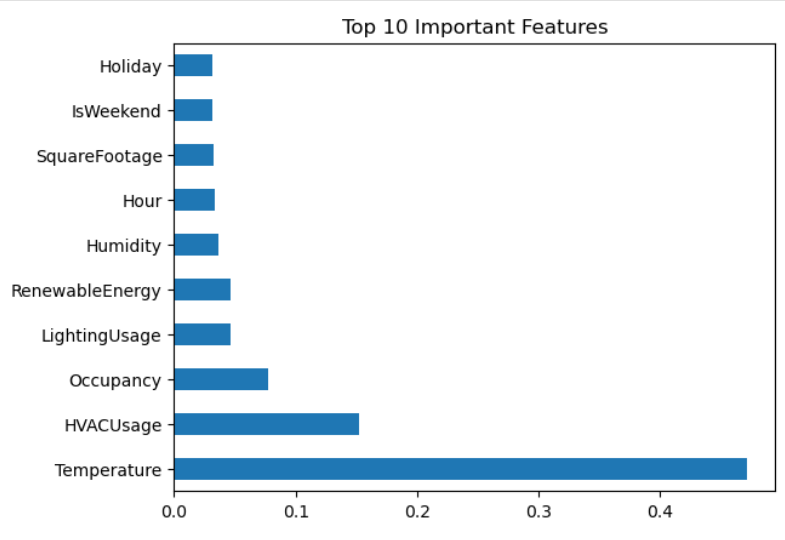 Top 10 Important Features
Holiday
IsWeekend
SquareFootage
Hour
Humidity
RenewableEnergy
LightingUsage
Occupancy
HVACUsage
Temperature
0.0 0.1 0.2 0.3 0.4